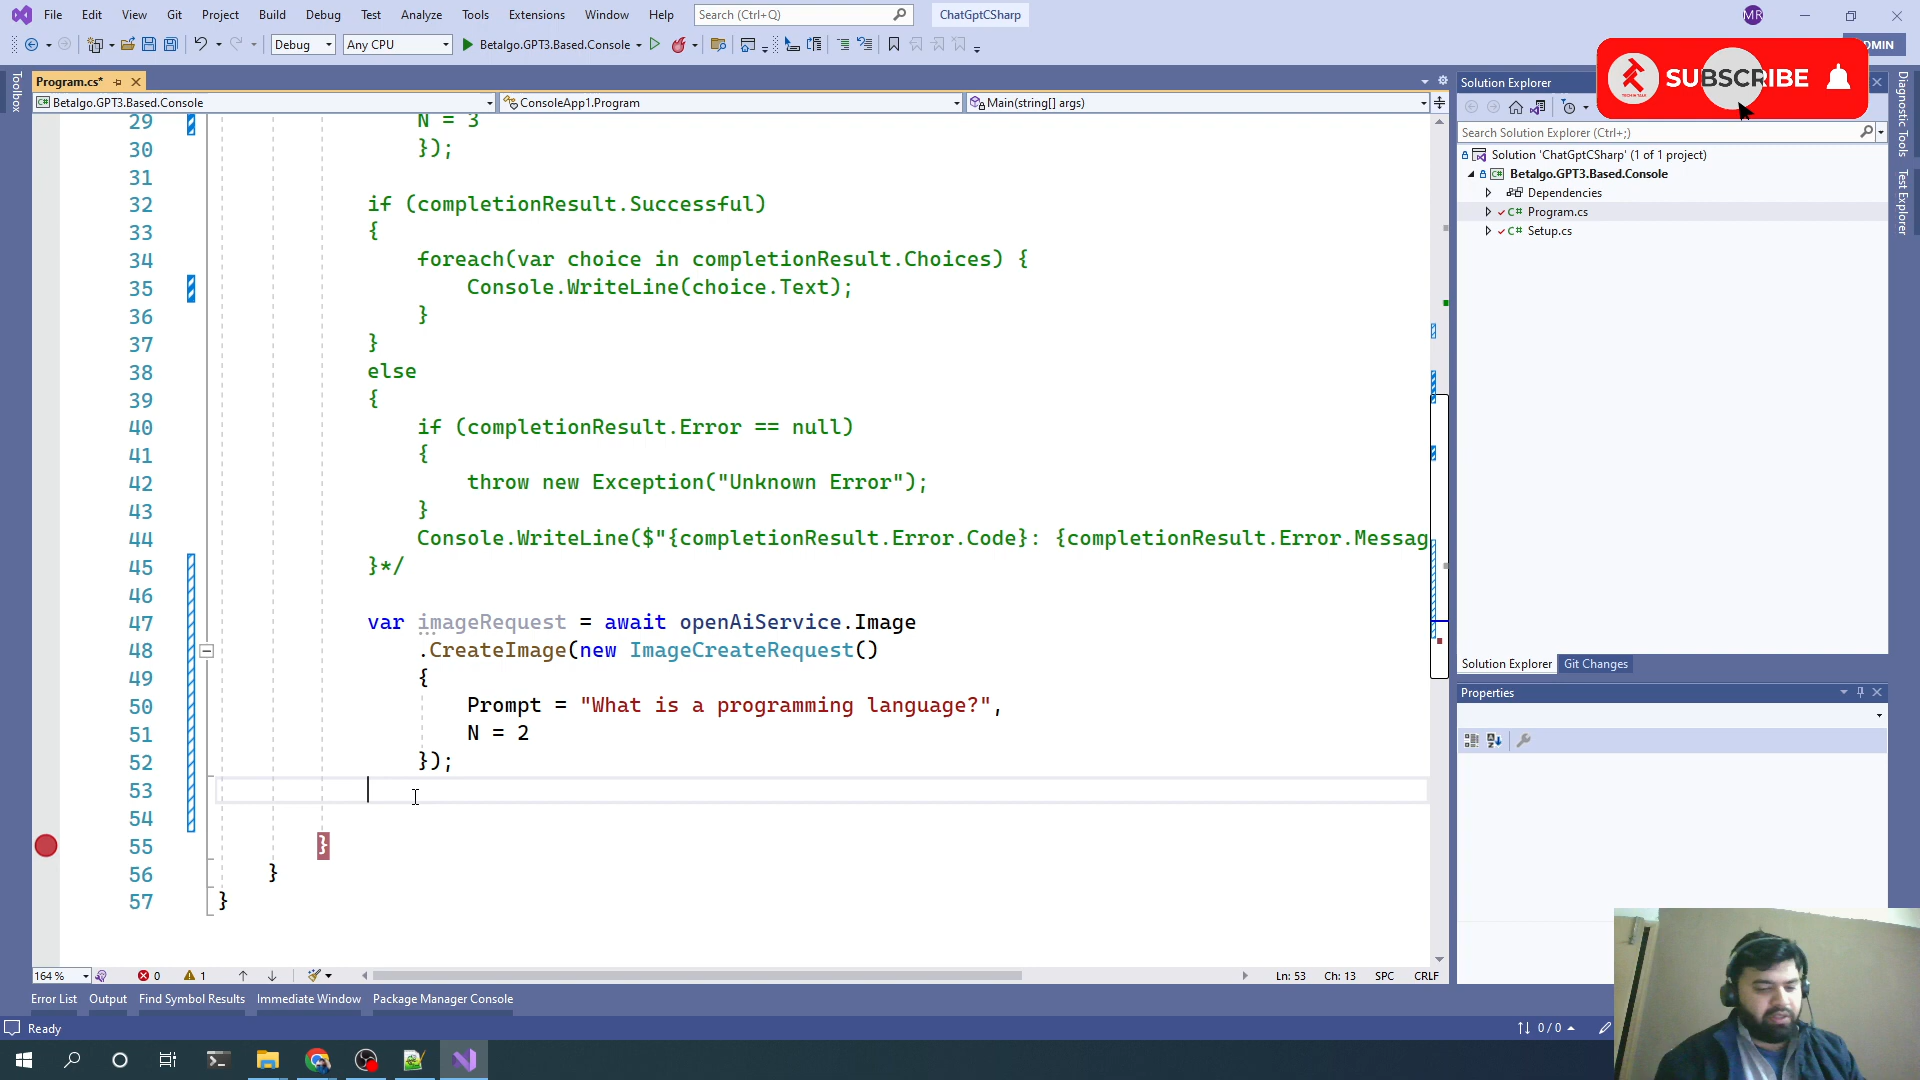 File Edit View Git Project Build Debug Test Analyze Tools Extensions Window Help Search (Ctrl+Q) ChatGptCSharp MR
Debug Any CPU Betalgo.GPT3.Based.Console
SUBSCRIBE
Toolbox
Program.cs*
Betalgo.GPT3.Based.Console ConsoleApp1.Program Main(string[] args)
29 N = 3
30 });
31
32 if (completionResult.Successful)
33 {
34 foreach(var choice in completionResult.Choices) {
35 Console.WriteLine(choice.Text);
36 }
37 }
38 else
39 {
40 if (completionResult.Error == null)
41 {
42 throw new Exception("Unknown Error");
43 }
44 Console.WriteLine($"{completionResult.Error.Code}: {completionResult.Error.Messag
45 }*/
46
47 var imageRequest = await openAiService.Image
48 .CreateImage(new ImageCreateRequest()
49 {
50 Prompt = "What is a programming language?",
51 N = 2
52 });
53
54
55 }
56 }
57 }
164 % 0 1 Ln: 53 Ch: 13 SPC CRLF
Error List Output Find Symbol Results Immediate Window Package Manager Console
Ready 0 / 0
Solution Explorer
Search Solution Explorer (Ctrl+;)
Solution 'ChatGptCSharp' (1 of 1 project)
Betalgo.GPT3.Based.Console
Dependencies
C# Program.cs
C# Setup.cs
Solution Explorer Git Changes
Properties
Diagnostic Tools
Test Explorer